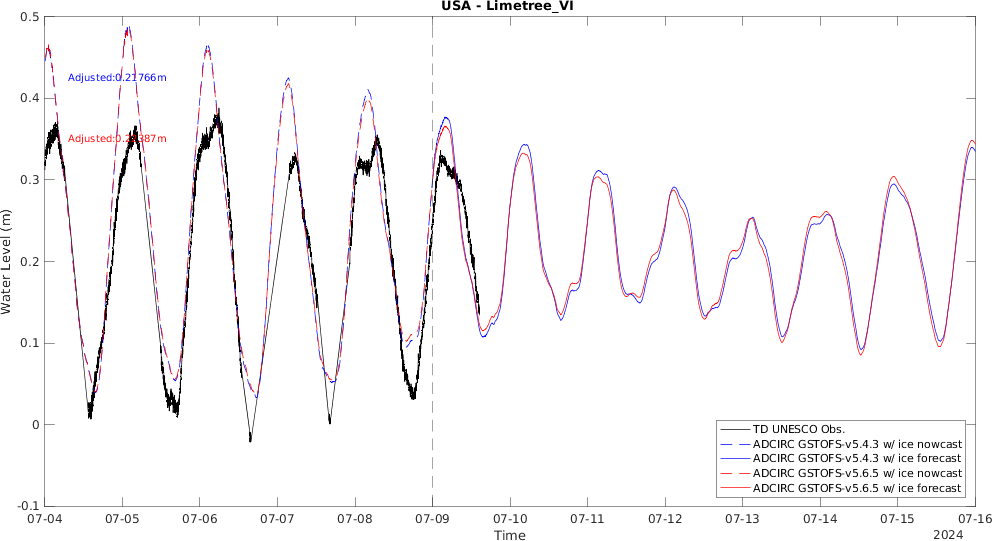 USA - Limetree_VI
0.5
0.4
0.3
0.2
0.1
0
-0.1
Water Level (m)
Adjusted:0.21766m
Adjusted: m
07-04 07-05 07-06 07-07 07-08 07-09 07-10 07-11 07-12 07-13 07-14 07-15 07-16
Time
2024
TD UNESCO Obs.
ADCIRC GSTOFS-v5.4.3 w/ ice nowcast
ADCIRC GSTOFS-v5.4.3 w/ ice forecast
ADCIRC GSTOFS-v5.6.5 w/ ice nowcast
ADCIRC GSTOFS-v5.6.5 w/ ice forecast